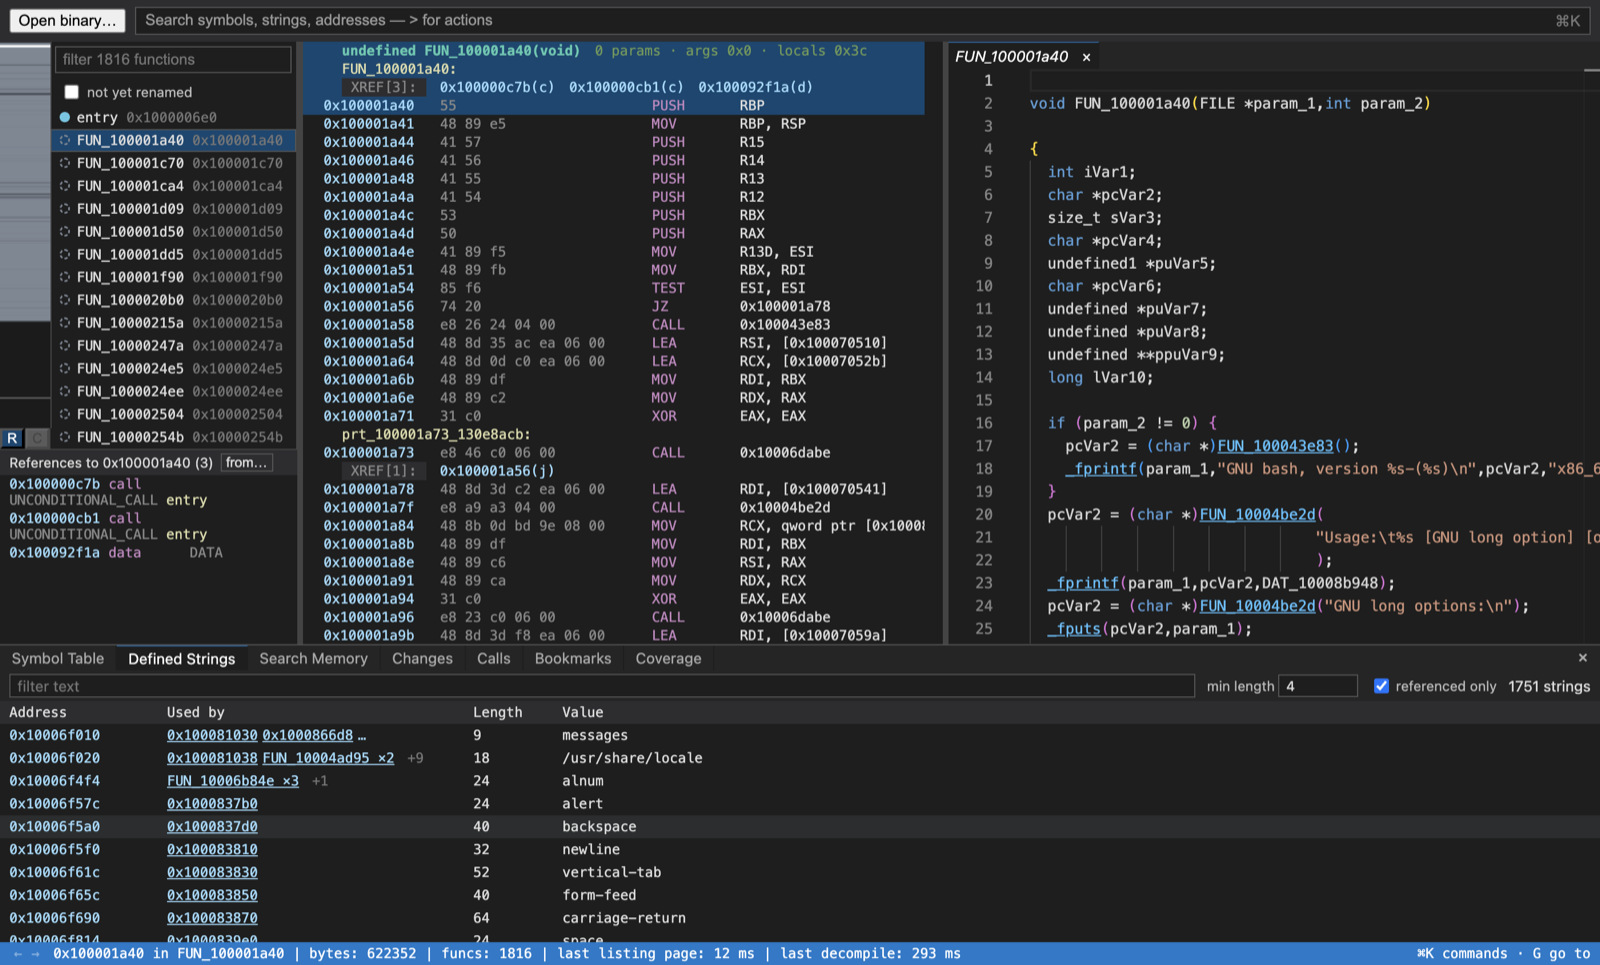 Open binary...
Search symbols, strings, addresses — > for actions
⌘K
filter 1816 functions
not yet renamed
entry 0x1000006e0
FUN_100001a40 0x100001a40
FUN_100001c70 0x100001c70
FUN_100001ca4 0x100001ca4
FUN_100001d09 0x100001d09
FUN_100001d50 0x100001d50
FUN_100001dd5 0x100001dd5
FUN_100001f90 0x100001f90
FUN_1000020b0 0x1000020b0
FUN_10000215a 0x10000215a
FUN_10000247a 0x10000247a
FUN_1000024e5 0x1000024e5
FUN_1000024ee 0x1000024ee
FUN_100002504 0x100002504
FUN_10000254b 0x10000254b
R C
References to 0x100001a40 (3) from...
0x100000c7b call
UNCONDITIONAL_CALL entry
0x100000cb1 call
UNCONDITIONAL_CALL entry
0x100092f1a data DATA
undefined FUN_100001a40(void) 0 params · args 0x0 · locals 0x3c
FUN_100001a40:
XREF[3]: 0x100000c7b(c) 0x100000cb1(c) 0x100092f1a(d)
0x100001a40 55 PUSH RBP
0x100001a41 48 89 e5 MOV RBP, RSP
0x100001a44 41 57 PUSH R15
0x100001a46 41 56 PUSH R14
0x100001a48 41 55 PUSH R13
0x100001a4a 41 54 PUSH R12
0x100001a4c 53 PUSH RBX
0x100001a4d 50 PUSH RAX
0x100001a4e 41 89 f5 MOV R13D, ESI
0x100001a51 48 89 fb MOV RBX, RDI
0x100001a54 85 f6 TEST ESI, ESI
0x100001a56 74 20 JZ 0x100001a78
0x100001a58 e8 26 24 04 00 CALL 0x100043e83
0x100001a5d 48 8d 35 ac ea 06 00 LEA RSI, [0x100070510]
0x100001a64 48 8d 0d c0 ea 06 00 LEA RCX, [0x10007052b]
0x100001a6b 48 89 df MOV RDI, RBX
0x100001a6e 48 89 c2 MOV RDX, RAX
0x100001a71 31 c0 XOR EAX, EAX
prt_100001a73_130e8acb:
0x100001a73 e8 46 c0 06 00 CALL 0x10006dabe
XREF[1]: 0x100001a56(j)
0x100001a78 48 8d 3d c2 ea 06 00 LEA RDI, [0x100070541]
0x100001a7f e8 a9 a3 04 00 CALL 0x10004be2d
0x100001a84 48 8b 0d bd 9e 08 00 MOV RCX, qword ptr [0x10008
0x100001a8b 48 89 df MOV RDI, RBX
0x100001a8e 48 89 c6 MOV RSI, RAX
0x100001a91 48 89 ca MOV RDX, RCX
0x100001a94 31 c0 XOR EAX, EAX
0x100001a96 e8 23 c0 06 00 CALL 0x10006dabe
0x100001a9b 48 8d 3d f8 ea 06 00 LEA RDI, [0x10007059a]
FUN_100001a40 ×
1
2 void FUN_100001a40(FILE *param_1,int param_2)
3
4 {
5 int iVar1;
6 char *pcVar2;
7 size_t sVar3;
8 char *pcVar4;
9 undefined1 *puVar5;
10 char *pcVar6;
11 undefined *puVar7;
12 undefined *puVar8;
13 undefined **ppuVar9;
14 long lVar10;
15
16 if (param_2 != 0) {
17 pcVar2 = (char *)FUN_100043e83();
18 _fprintf(param_1,"GNU bash, version %s-(%s)\n",pcVar2,"x86_6
19 }
20 pcVar2 = (char *)FUN_10004be2d(
21 "Usage:\t%s [GNU long option] [o
22 );
23 _fprintf(param_1,pcVar2,DAT_10008b948);
24 pcVar2 = (char *)FUN_10004be2d("GNU long options:\n");
25 _fputs(pcVar2,param_1);
Symbol Table Defined Strings Search Memory Changes Calls Bookmarks Coverage ×
filter text min length 4 referenced only 1751 strings
Address Used by Length Value
0x10006f010 0x100081030 0x1000866d8 … 9 messages
0x10006f020 0x100081038 FUN_10004ad95 ×2 +9 18 /usr/share/locale
0x10006f4f4 FUN_10006b84e ×3 +1 24 alnum
0x10006f57c 0x1000837b0 24 alert
0x10006f5a0 0x1000837d0 40 backspace
0x10006f5f0 0x100083810 32 newline
0x10006f61c 0x100083830 52 vertical-tab
0x10006f65c 0x100083850 40 form-feed
0x10006f690 0x100083870 64 carriage-return
0x10006f814 0x1000839e0 24 space
← → 0x100001a40 in FUN_100001a40 | bytes: 622352 | funcs: 1816 | last listing page: 12 ms | last decompile: 293 ms
⌘K commands · G go to